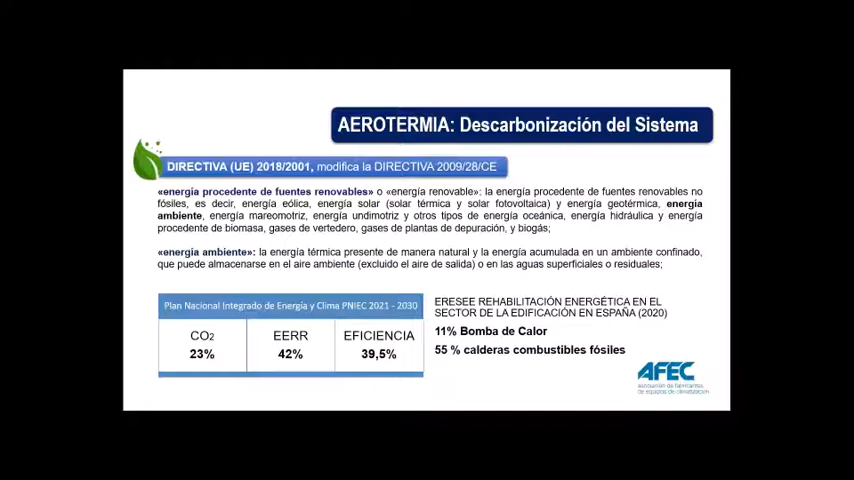 AEROTERMIA: Descarbonización del Sistema
DIRECTIVA (UE) 2018/2001, modifica la DIRECTIVA 2009/28/CE
«energía procedente de fuentes renovables» o «energía renovable»: la energía procedente de fuentes renovables no
fósiles, es decir, energía eólica, energía solar (solar térmica y solar fotovoltaica) y energía geotérmica, energía
ambiente, energía mareomotriz, energía undimotriz y otros tipos de energía oceánica, energía hidráulica y energía
procedente de biomasa, gases de vertedero, gases de plantas de depuración, y biogás;
«energía ambiente»: la energía térmica presente de manera natural y la energía acumulada en un ambiente confinado,
que puede almacenarse en el aire ambiente (excluido el aire de salida) o en las aguas superficiales o residuales;
Plan Nacional Integrado de Energía y Clima PNIEC 2021 - 2030
CO2 EERR EFICIENCIA
23% 42% 39,5%
ERESEE REHABILITACIÓN ENERGÉTICA EN EL
SECTOR DE LA EDIFICACIÓN EN ESPAÑA (2020)
11% Bomba de Calor
55 % calderas combustibles fósiles
AFEC
asociación de fabricantes
de equipos de climatización